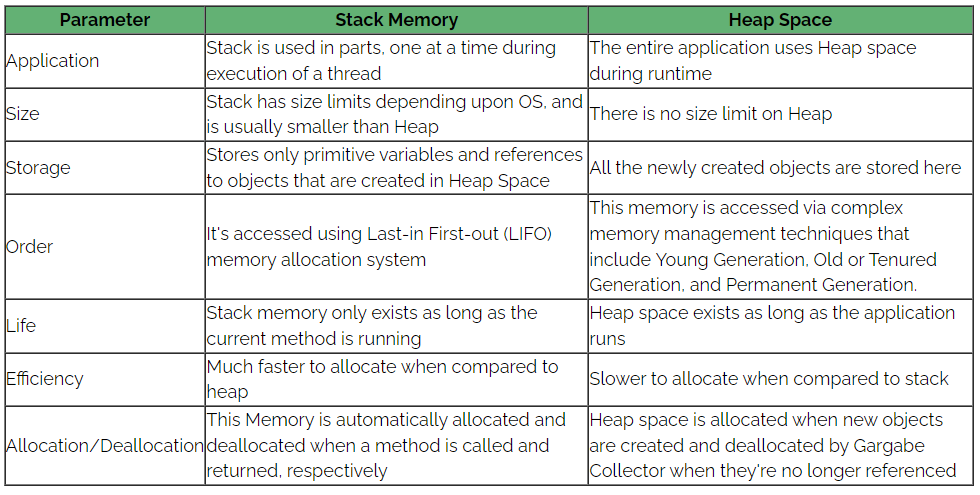 Parameter Stack Memory Heap Space
Application
Stack is used in parts, one at a time during
execution of a thread
The entire application uses Heap space
during runtime
Size
Stack has size limits depending upon OS, and
is usually smaller than Heap
There is no size limit on Heap
Storage
Stores only primitive variables and references
to objects that are created in Heap Space
All the newly created objects are stored here
Order
It's accessed using Last-in First-out (LIFO)
memory allocation system
This memory is accessed via complex
memory management techniques that
include Young Generation, Old or Tenured
Generation, and Permanent Generation.
Life
Stack memory only exists as long as the
current method is running
Heap space exists as long as the application
runs
Efficiency
Much faster to allocate when compared to
heap
Slower to allocate when compared to stack
Allocation/Deallocation
This Memory is automatically allocated and
deallocated when a method is called and
returned, respectively
Heap space is allocated when new objects
are created and deallocated by Gargabe
Collector when they're no longer referenced